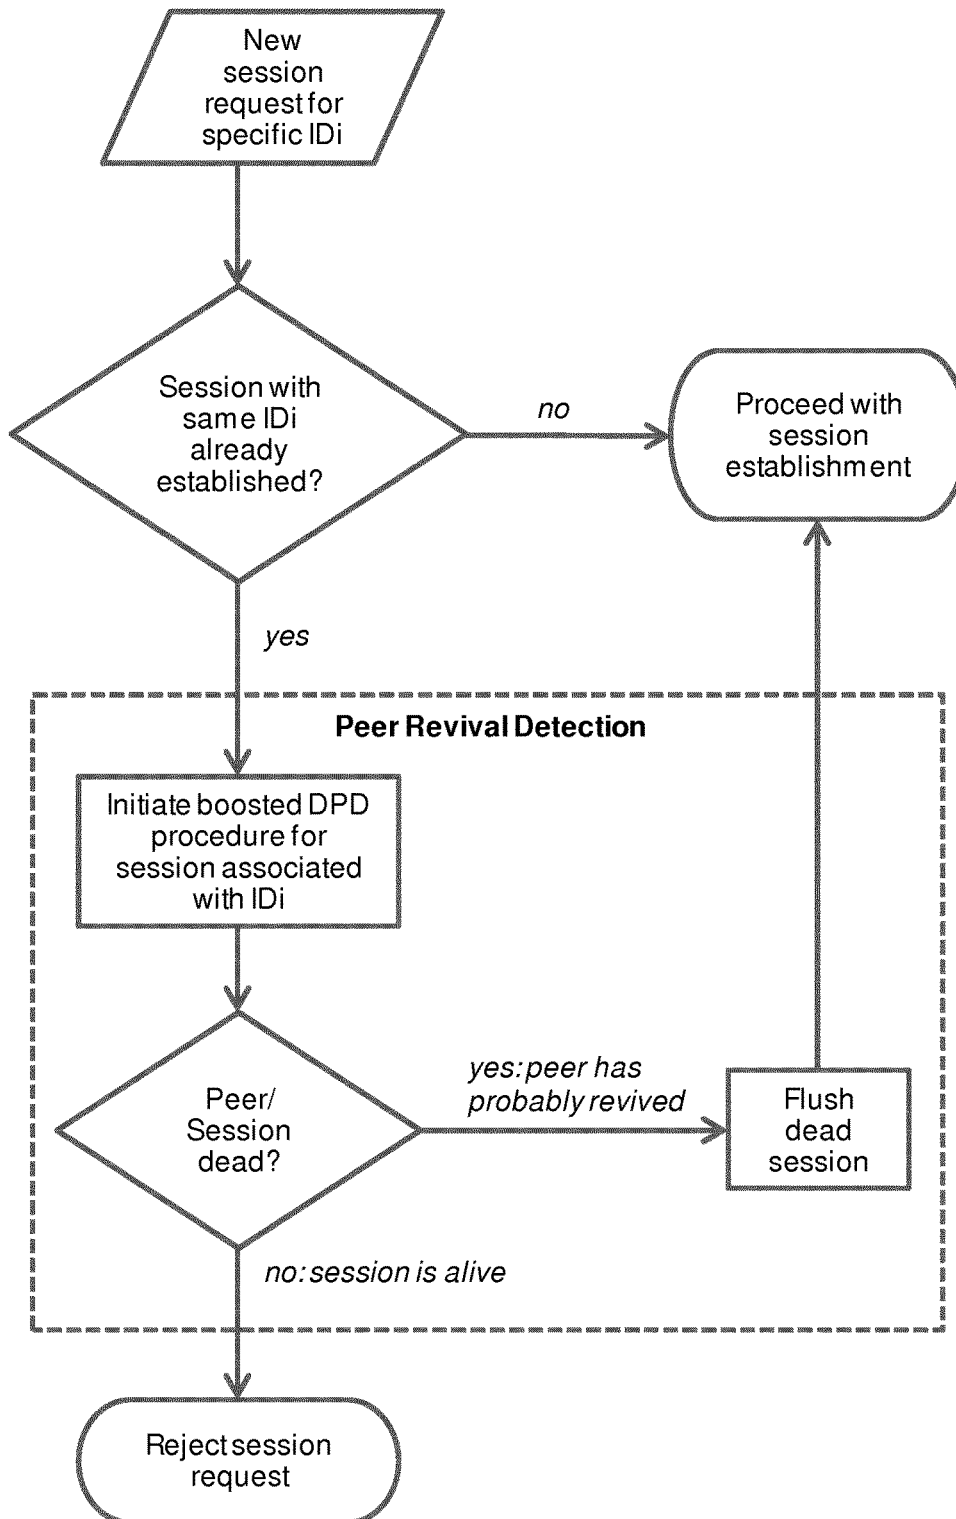 New
session
request for
specific IDi
Session with
same IDi
already
established?
no
Proceed with
session
establishment
yes
Peer Revival Detection
Initiate boosted DPD
procedure for
session associated
with IDi
Peer/
Session
dead?
yes: peer has
probably revived
Flush
dead
session
no: session is alive
Reject session
request